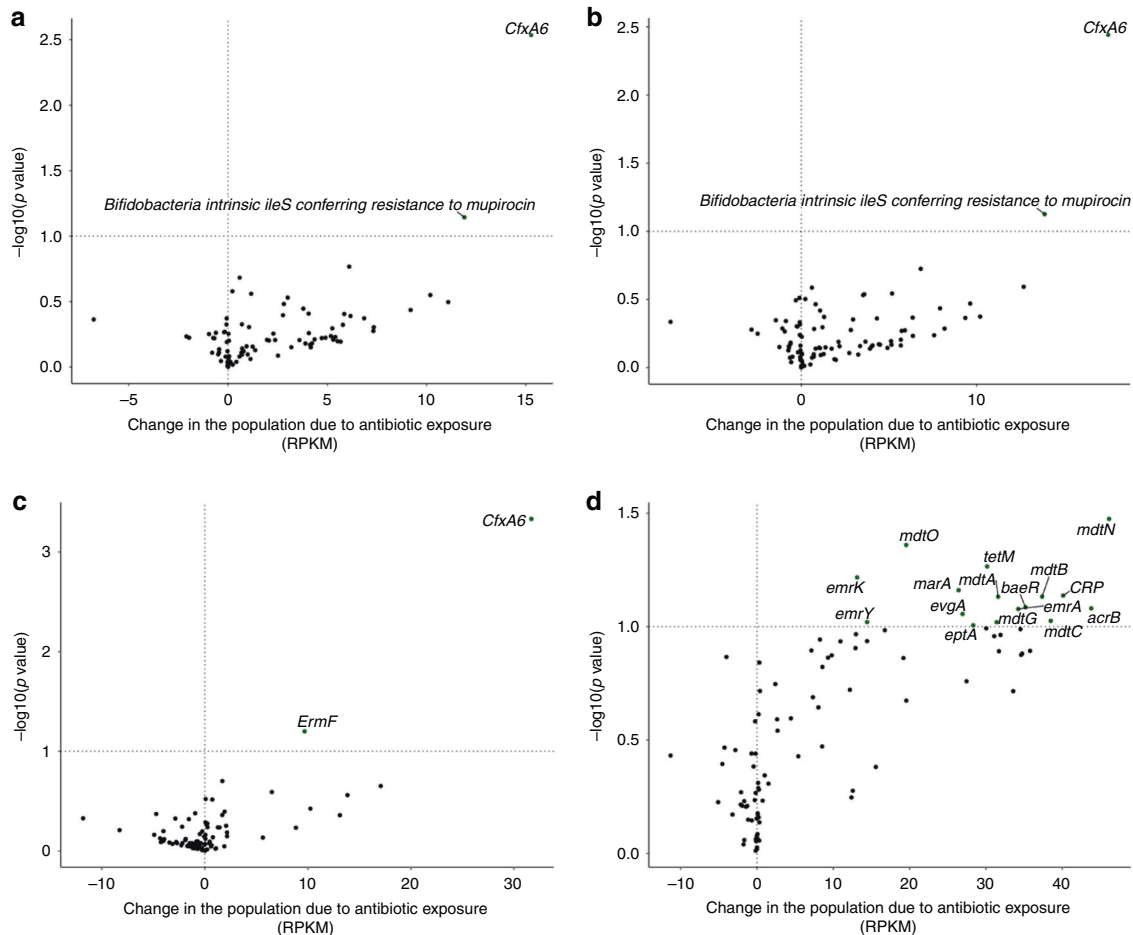 a
CfxA6
2.5
2.0
1.5
Bifidobacteria intrinsic ileS conferring resistance to mupirocin
1.0
0.5
0.0
−5
0
5
10
15
−log10(p value)
Change in the population due to antibiotic exposure
(RPKM)
b
CfxA6
2.5
2.0
1.5
Bifidobacteria intrinsic ileS conferring resistance to mupirocin
1.0
0.5
0.0
0
10
−log10(p value)
Change in the population due to antibiotic exposure
(RPKM)
c
CfxA6
3
2
ErmF
1
0
−10
0
10
20
30
−log10(p value)
Change in the population due to antibiotic exposure
(RPKM)
d
1.5
mdtN
mdtO
tetM
mdtB
emrK
marA
mdtA
baeR
CRP
evgA
emrA
emrY
mdtG
acrB
eptA
mdtC
1.0
0.5
0.0
−10
0
10
20
30
40
−log10(p value)
Change in the population due to antibiotic exposure
(RPKM)